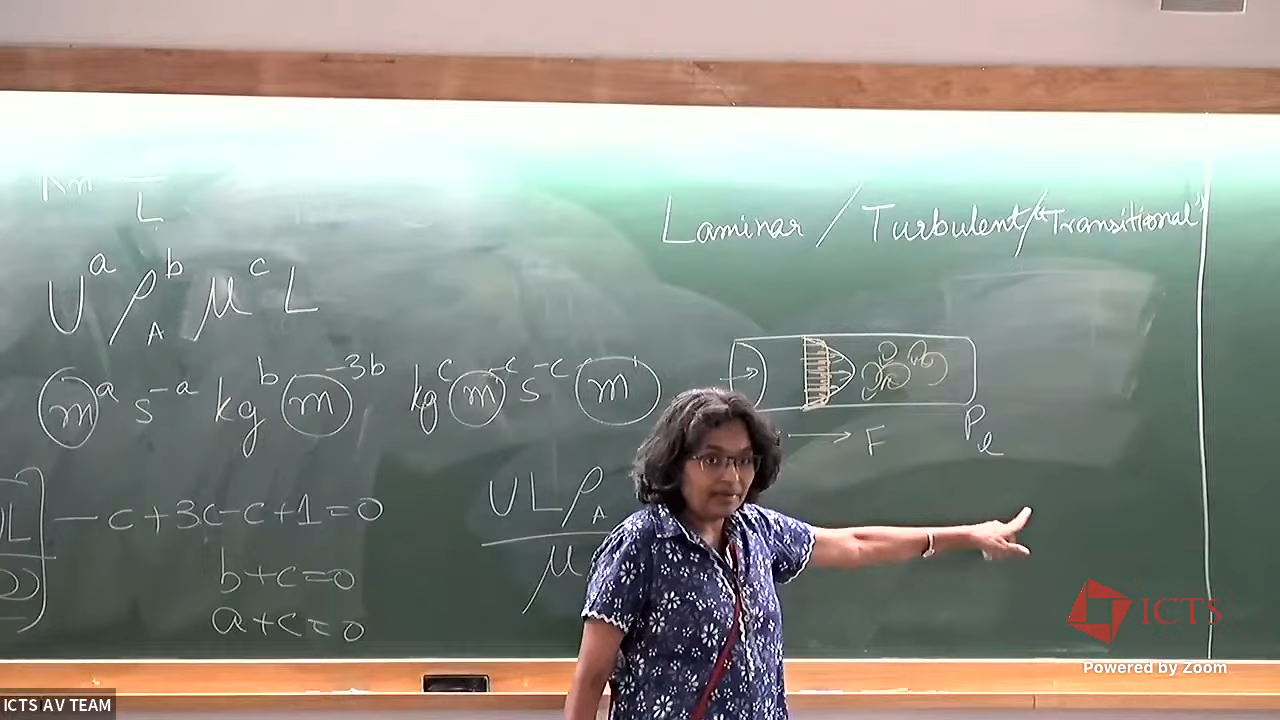 L
Laminar / Turbulent / "Transitional"
U^a ρ_A^b μ^c L
m^a s^-a kg^b m^-3b kg^c m^-c s^-c m^1
F
P_e
L
-c+3c-c+1=0
U L ρ_A
μ
b+c=0
a+c=0
ICTS
Powered by Zoom
ICTS AV TEAM